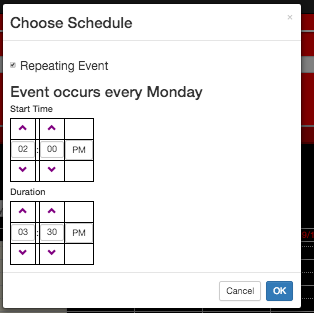 Choose Schedule ×
Repeating Event
Event occurs every Monday
Start Time
02 : 00 PM
Duration
03 : 30 PM
Cancel OK